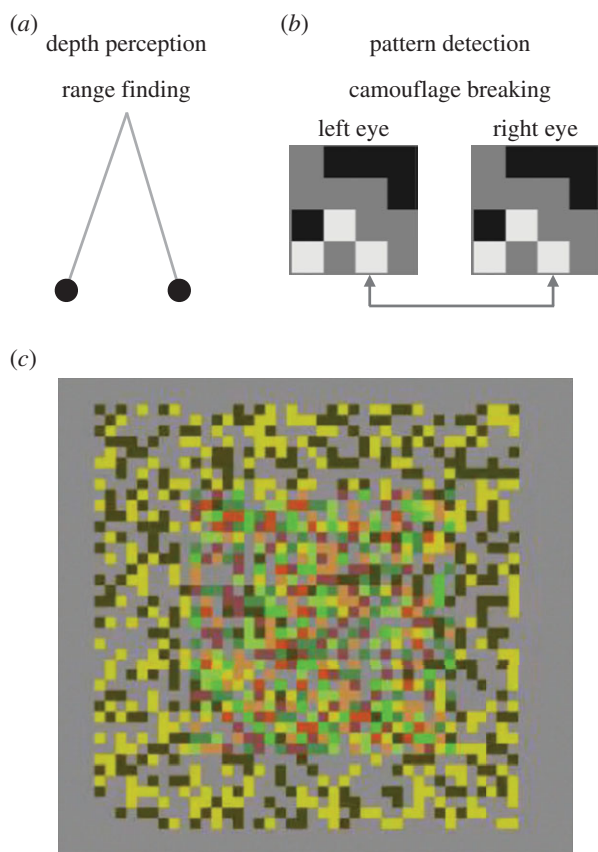 (a)
depth perception
range finding
(b)
pattern detection
camouflage breaking
left eye
right eye
(c)